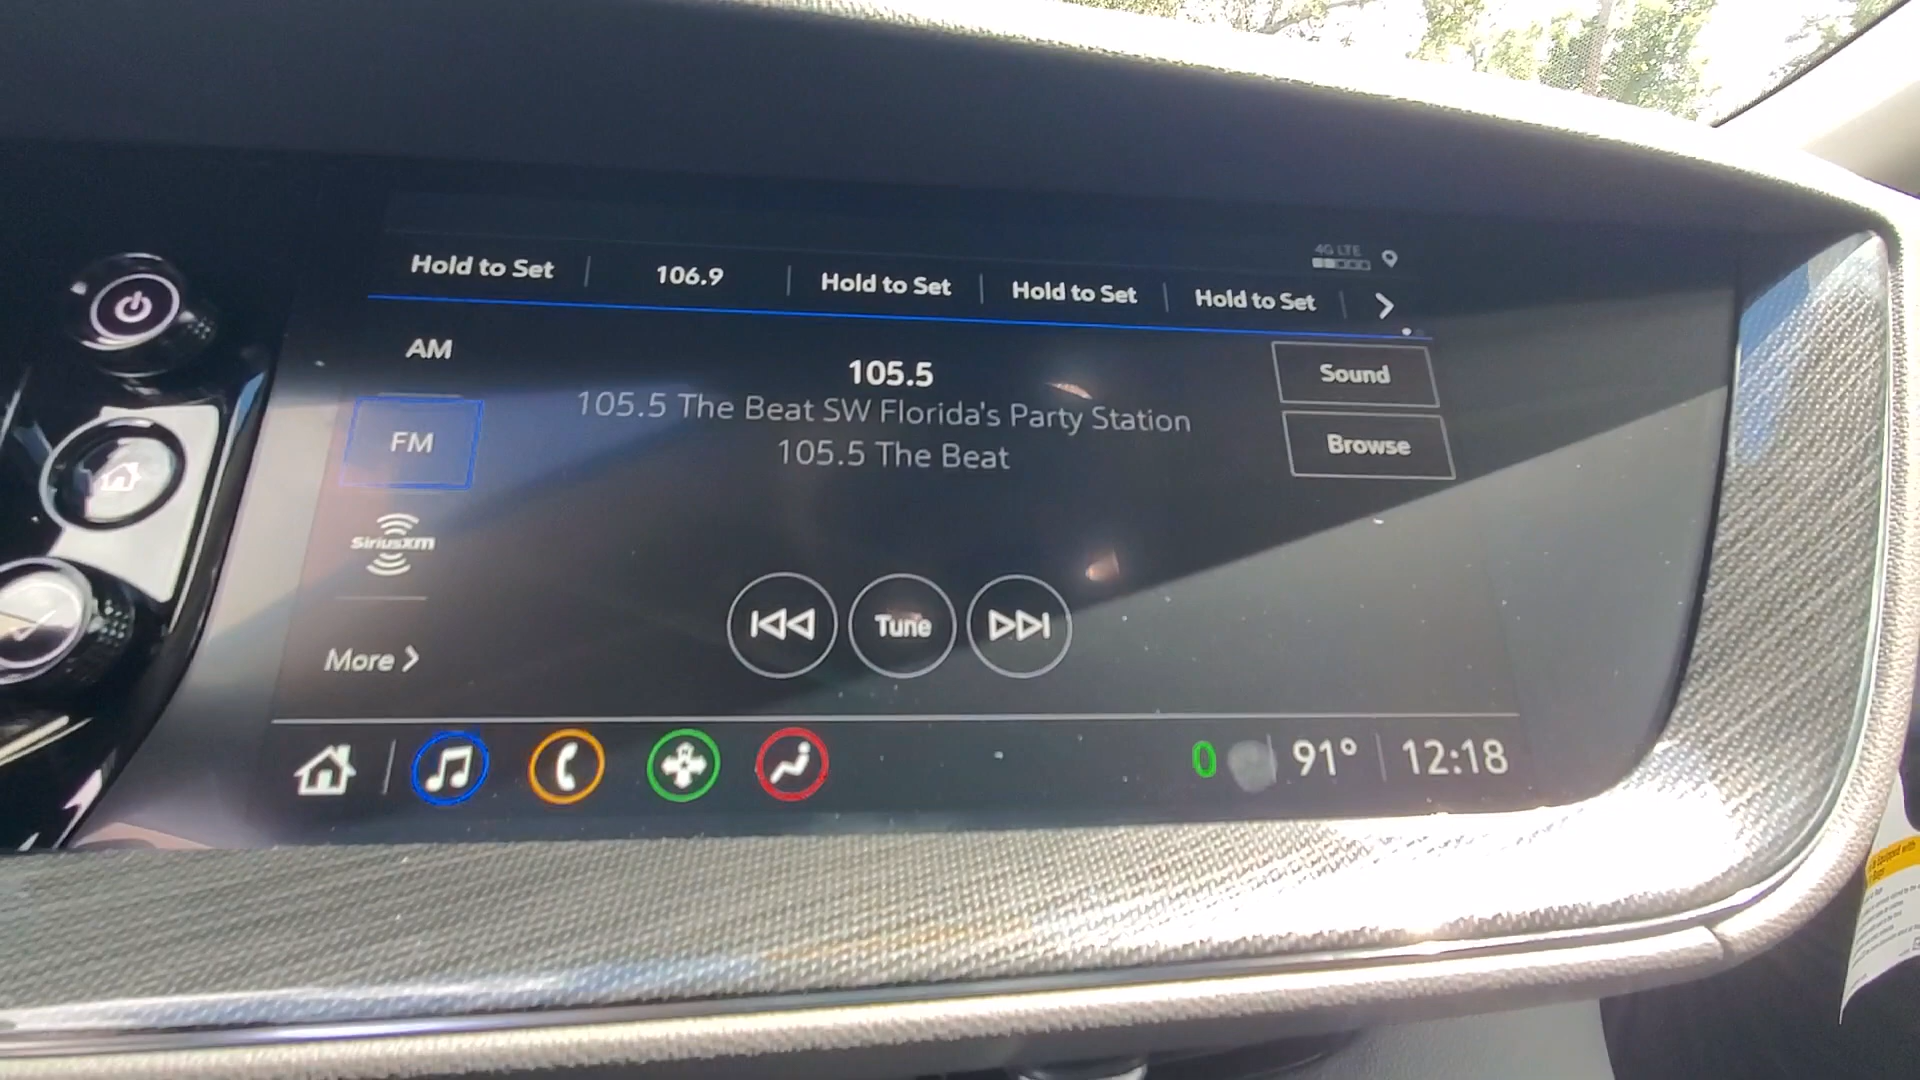 4G LTE
Hold to Set 106.9 Hold to Set Hold to Set Hold to Set
AM
105.5
Sound
105.5 The Beat SW Florida's Party Station
FM
105.5 The Beat
Browse
SiriusXM
Tune
More
0 91° 12:18